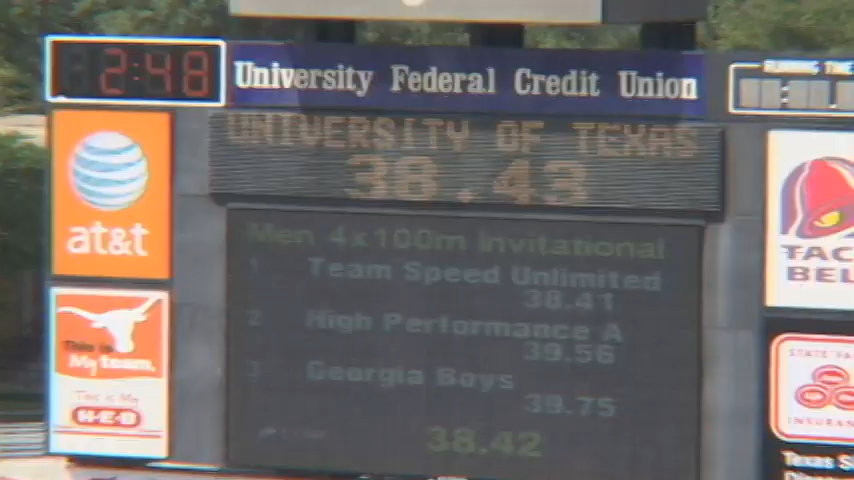 2:48
University Federal Credit Union
UNIVERSITY OF TEXAS
38.43
at&t
Men 4x100m Invitational
1 Team Speed Unlimited
38.41
2 High Performance A
39.56
3 Georgia Boys
39.75
38.42
This is
My team.
This is My
H-E-B
TACO
BELL
STATE FARM
INSURANCE
Texas S